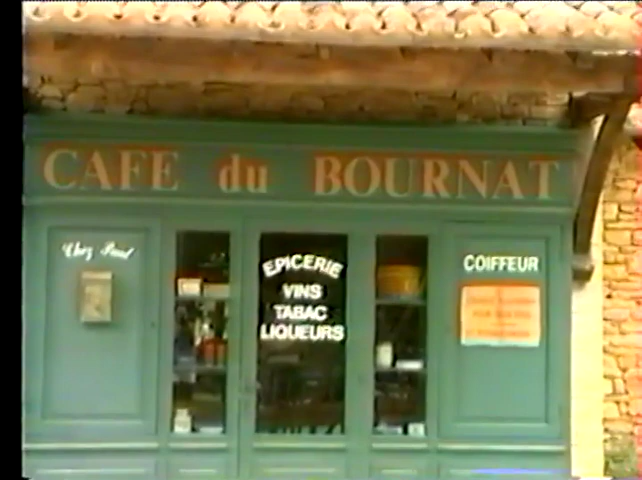 CAFE du BOURNAT
Chez Paul
EPICERIE
VINS
TABAC
LIQUEURS
COIFFEUR